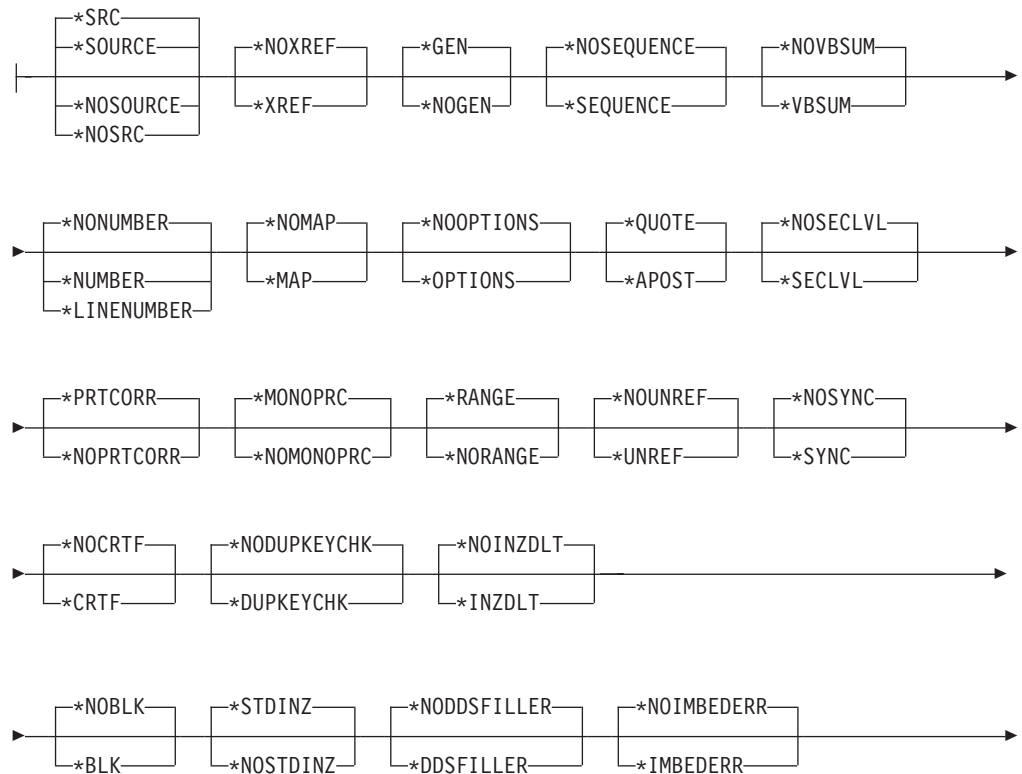 *SRC
*SOURCE *NOXREF *GEN *NOSEQUENCE *NOVBSUM
*NOSOURCE *XREF *NOGEN *SEQUENCE *VBSUM
*NOSRC
*NONUMBER *NOMAP *NOOPTIONS *QUOTE *NOSECLVL
*NUMBER *MAP *OPTIONS *APOST *SECLVL
*LINENUMBER
*PRTCORR *MONOPRC *RANGE *NOUNREF *NOSYNC
*NOPRTCORR *NOMONOPRC *NORANGE *UNREF *SYNC
*NOCRTF *NODUPKEYCHK *NOINZDLT
*CRTF *DUPKEYCHK *INZDLT
*NOBLK *STDINZ *NODDSFILLER *NOIMBEDERR
*BLK *NOSTDINZ *DDSFILLER *IMBEDERR